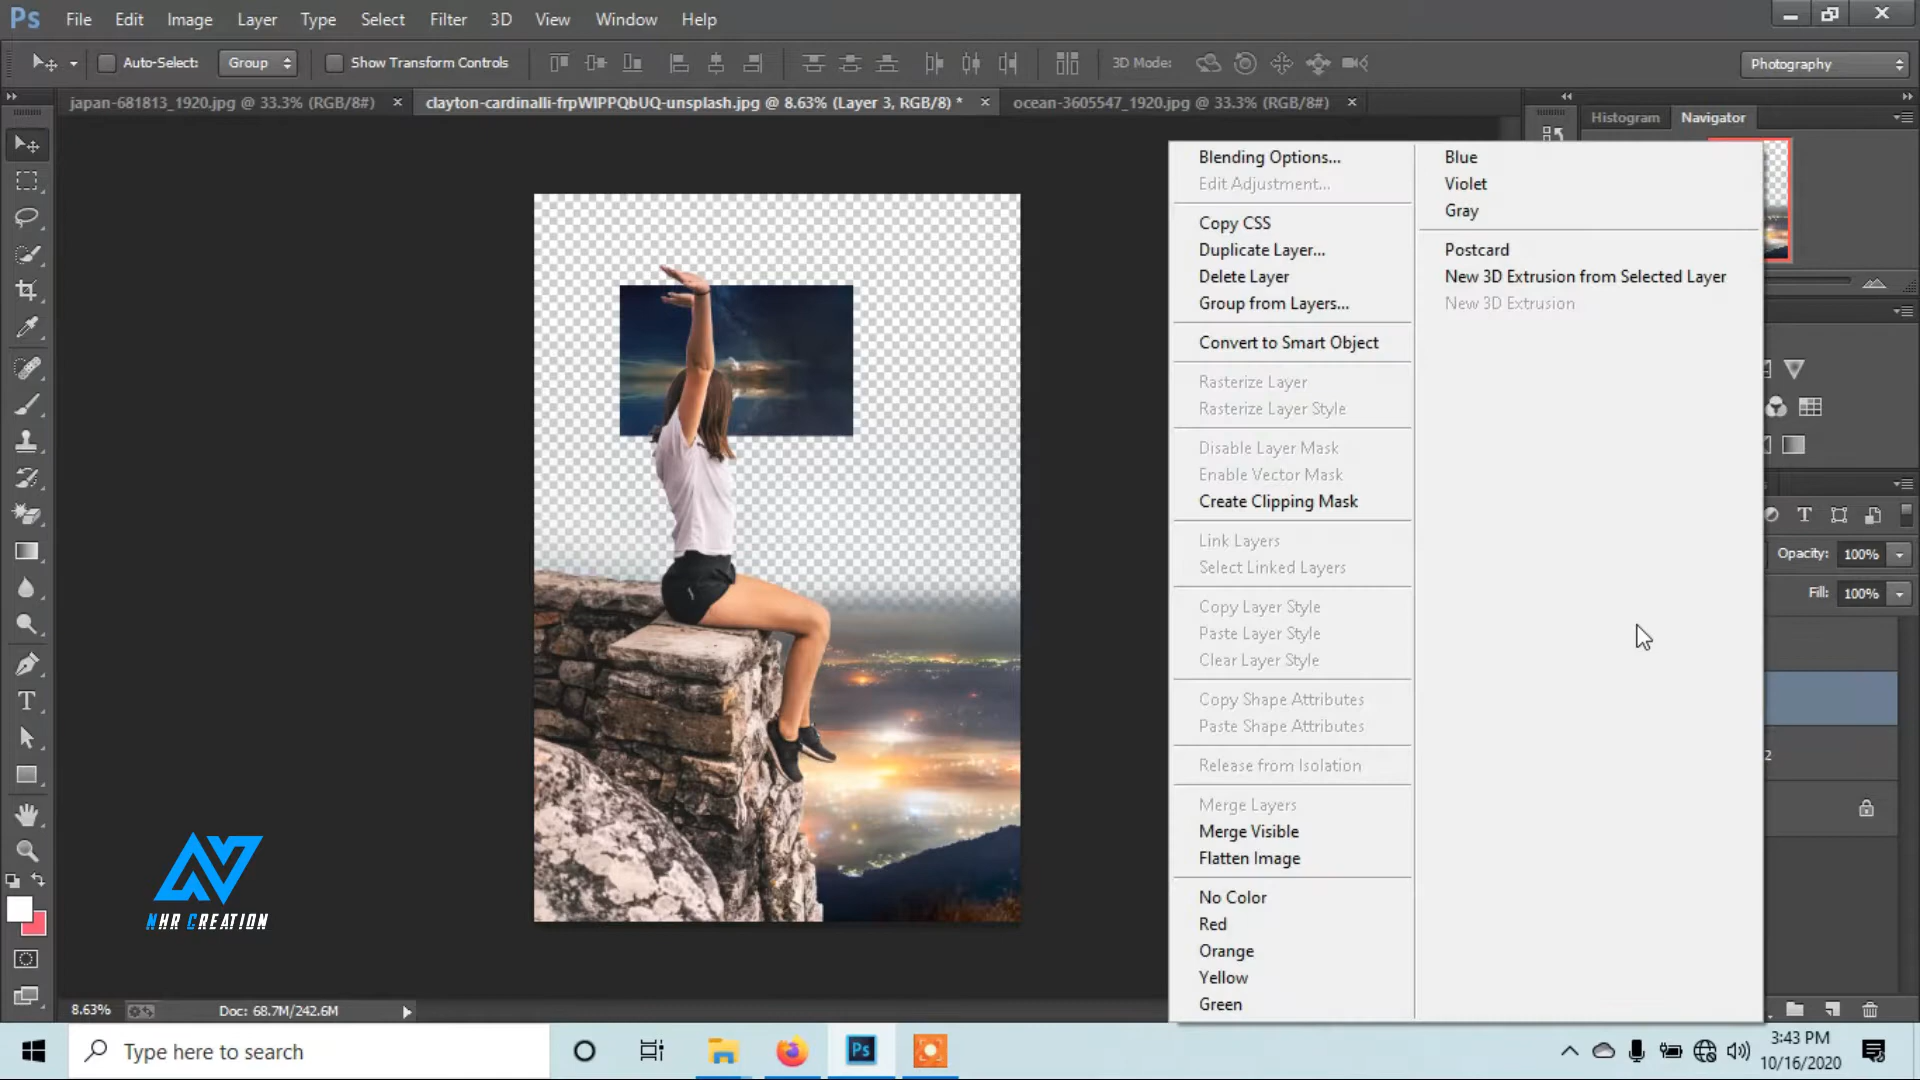 Ps File Edit Image Layer Type Select Filter 3D View Window Help
Auto-Select: Group Show Transform Controls 3D Mode: Photography
japan-681813_1920.jpg @ 33.3% (RGB/8#) × clayton-cardinalli-frpWIPPQbUQ-unsplash.jpg @ 8.63% (Layer 3, RGB/8) * × ocean-3605547_1920.jpg @ 33.3% (RGB/8#) ×
Histogram Navigator
Blending Options...
Edit Adjustment...
Copy CSS
Duplicate Layer...
Delete Layer
Group from Layers...
Convert to Smart Object
Rasterize Layer
Rasterize Layer Style
Disable Layer Mask
Enable Vector Mask
Create Clipping Mask
Link Layers
Select Linked Layers
Copy Layer Style
Paste Layer Style
Clear Layer Style
Copy Shape Attributes
Paste Shape Attributes
Release from Isolation
Merge Layers
Merge Visible
Flatten Image
No Color
Red
Orange
Yellow
Green
Blue
Violet
Gray
Postcard
New 3D Extrusion from Selected Layer
New 3D Extrusion
Opacity: 100%
Fill: 100%
2
NHR CREATION
8.63% Doc: 68.7M/242.6M
Type here to search
Ps
3:43 PM
10/16/2020